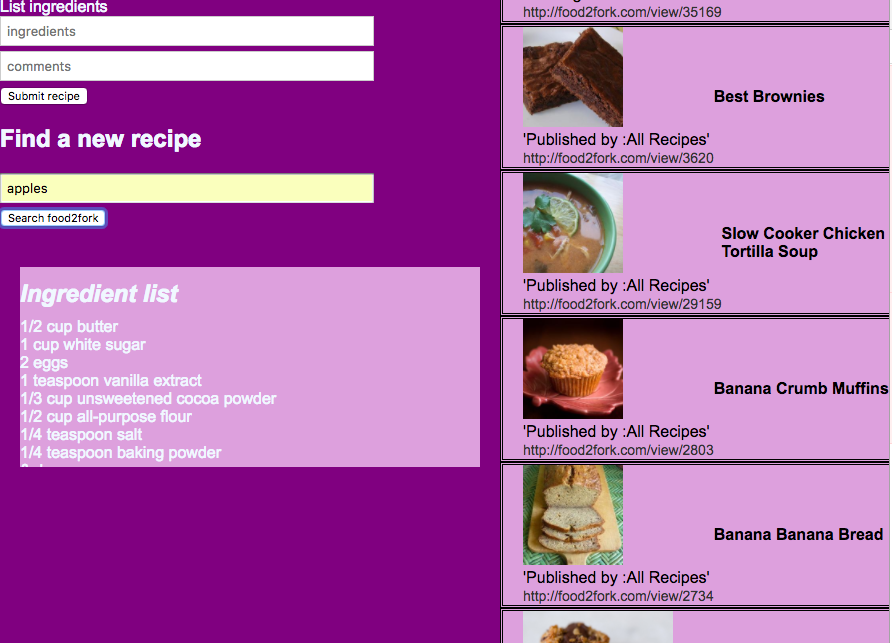 List ingredients
ingredients
comments
Submit recipe
Find a new recipe
apples
Search food2fork
Ingredient list
1/2 cup butter
1 cup white sugar
2 eggs
1 teaspoon vanilla extract
1/3 cup unsweetened cocoa powder
1/2 cup all-purpose flour
1/4 teaspoon salt
1/4 teaspoon baking powder
http://food2fork.com/view/35169
Best Brownies
'Published by :All Recipes'
http://food2fork.com/view/3620
Slow Cooker Chicken
Tortilla Soup
'Published by :All Recipes'
http://food2fork.com/view/29159
Banana Crumb Muffins
'Published by :All Recipes'
http://food2fork.com/view/2803
Banana Banana Bread
'Published by :All Recipes'
http://food2fork.com/view/2734